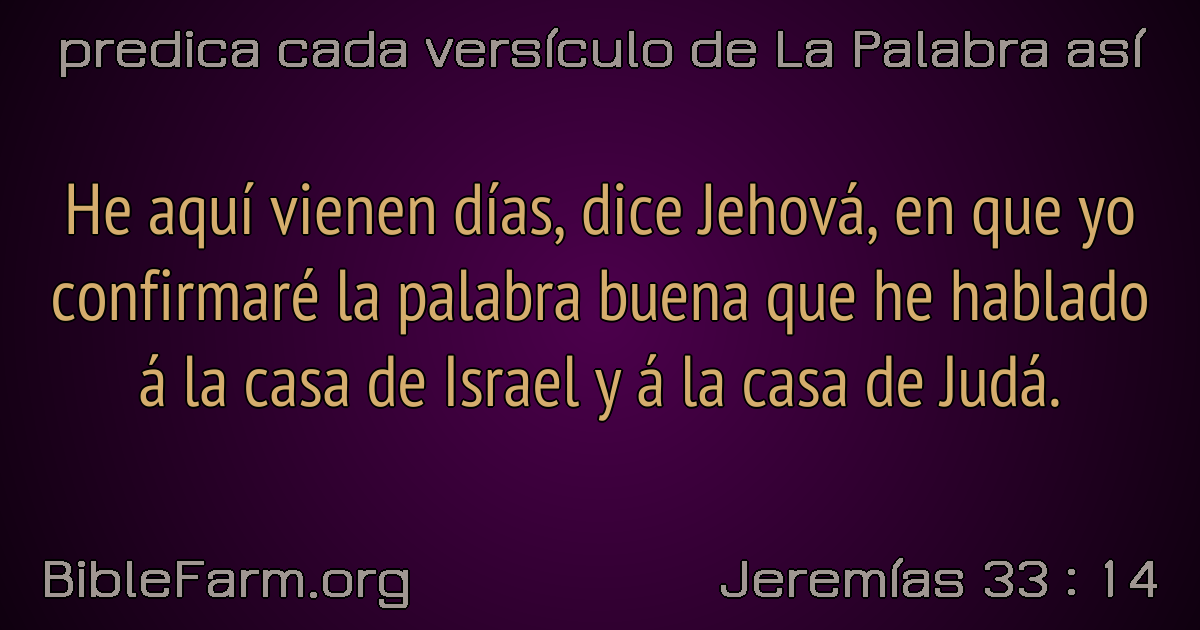 predica cada versículo de La Palabra así
He aquí vienen días, dice Jehová, en que yo
confirmaré la palabra buena que he hablado
á la casa de Israel y á la casa de Judá.
BibleFarm.org
Jeremías 33 : 14